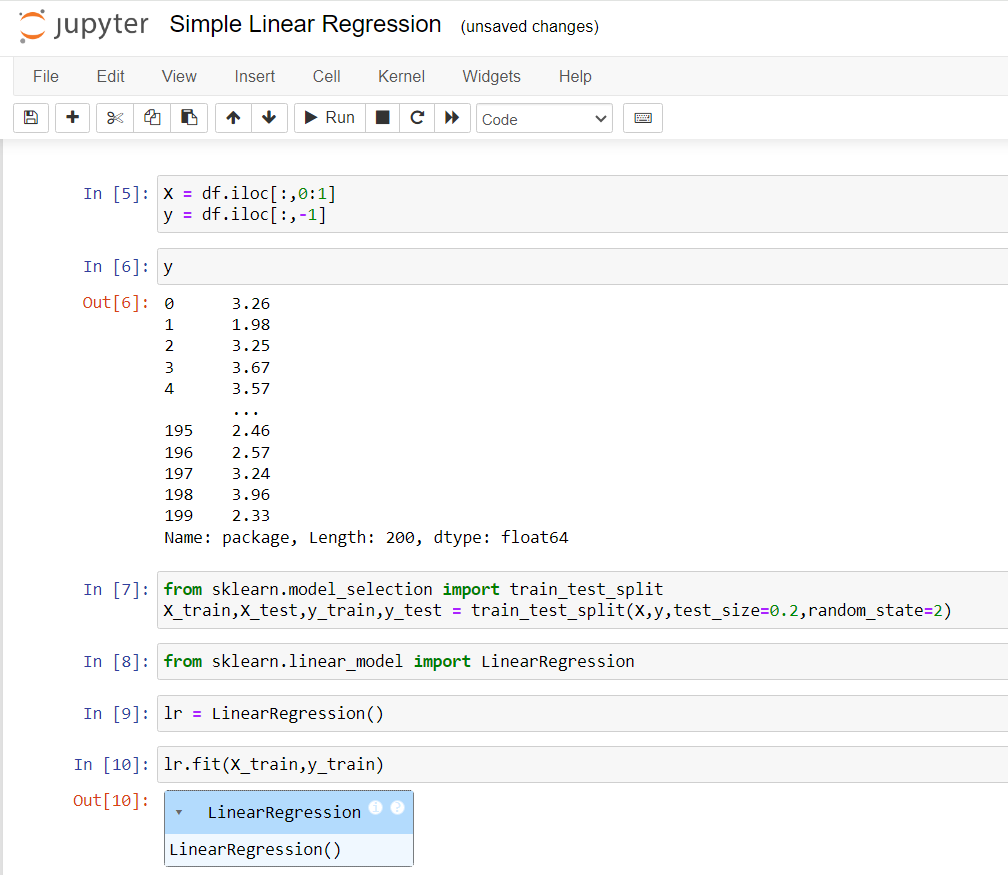 jupyter Simple Linear Regression (unsaved changes)
File Edit View Insert Cell Kernel Widgets Help
Run Code
In [5]: X = df.iloc[:,0:1]
y = df.iloc[:,-1]
In [6]: y
Out[6]: 0 3.26
1 1.98
2 3.25
3 3.67
4 3.57
...
195 2.46
196 2.57
197 3.24
198 3.96
199 2.33
Name: package, Length: 200, dtype: float64
In [7]: from sklearn.model_selection import train_test_split
X_train,X_test,y_train,y_test = train_test_split(X,y,test_size=0.2,random_state=2)
In [8]: from sklearn.linear_model import LinearRegression
In [9]: lr = LinearRegression()
In [10]: lr.fit(X_train,y_train)
Out[10]: LinearRegression i ?
LinearRegression()